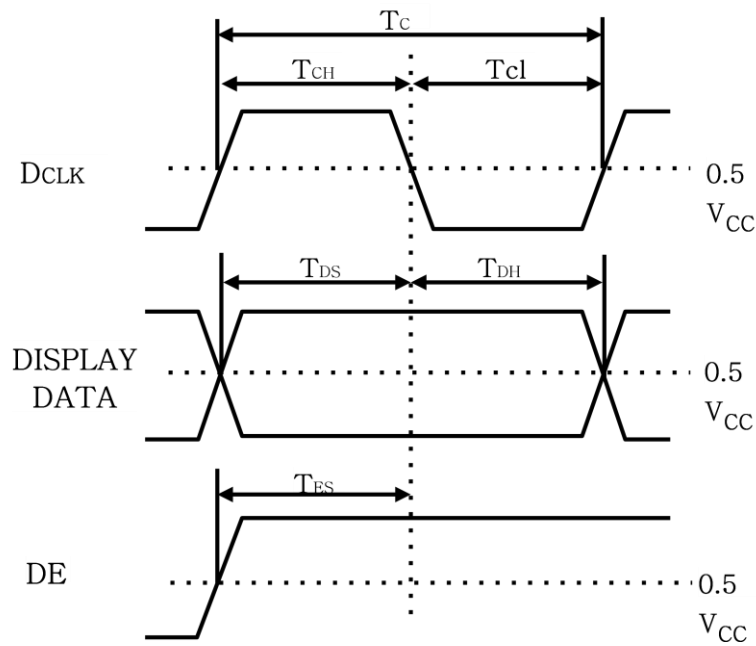 TC
TCH Tcl
DCLK
0.5
VCC
TDS TDH
DISPLAY
DATA
0.5
VCC
TES
DE
0.5
VCC